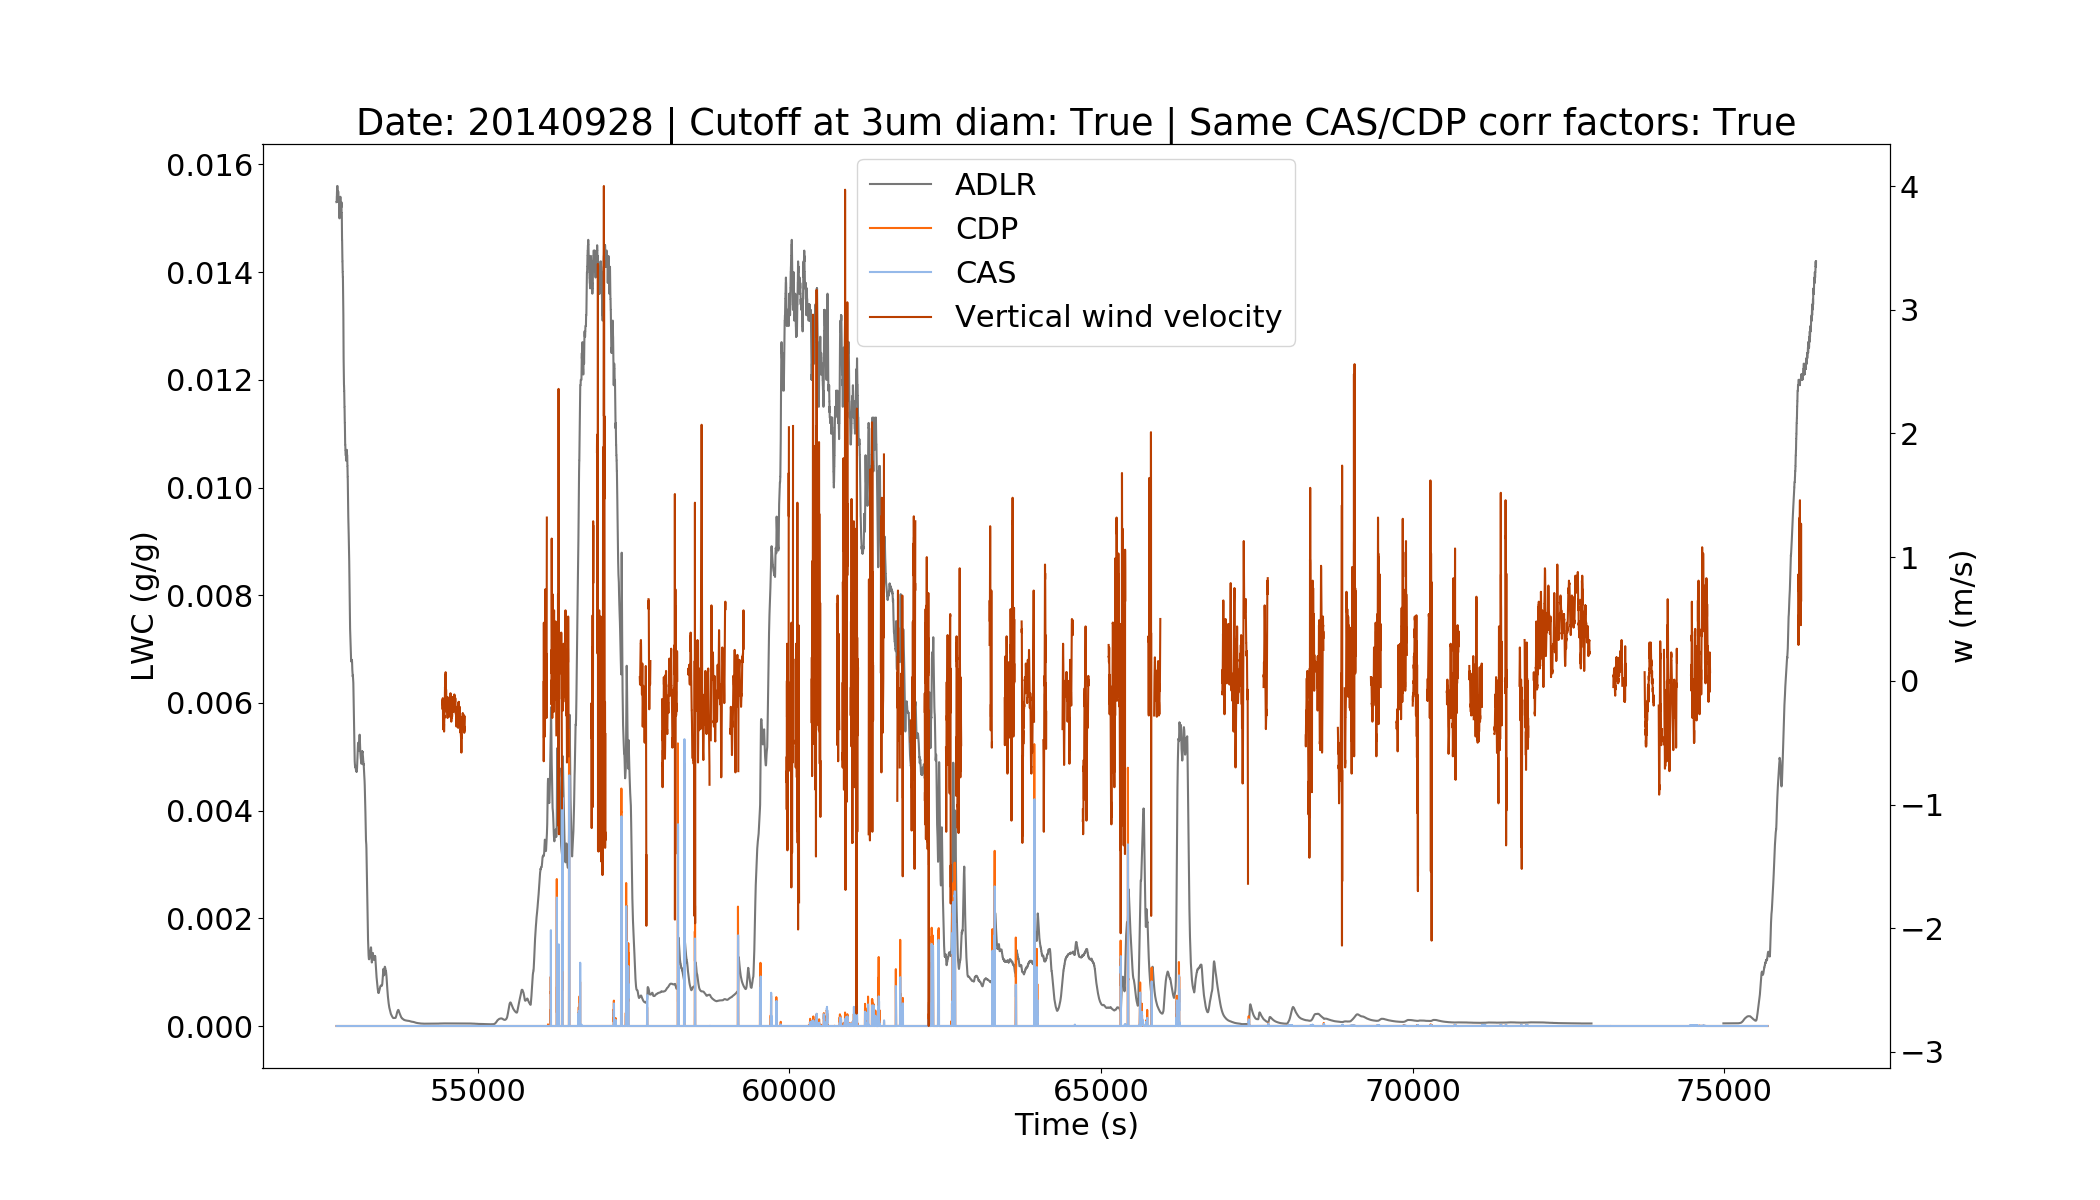 Date: 20140928 | Cutoff at 3um diam: True | Same CAS/CDP corr factors: True
ADLR
CDP
CAS
Vertical wind velocity
0.016
0.014
0.012
0.010
0.008
0.006
0.004
0.002
0.000
LWC (g/g)
4
3
2
1
0
−1
−2
−3
w (m/s)
55000
60000
65000
70000
75000
Time (s)